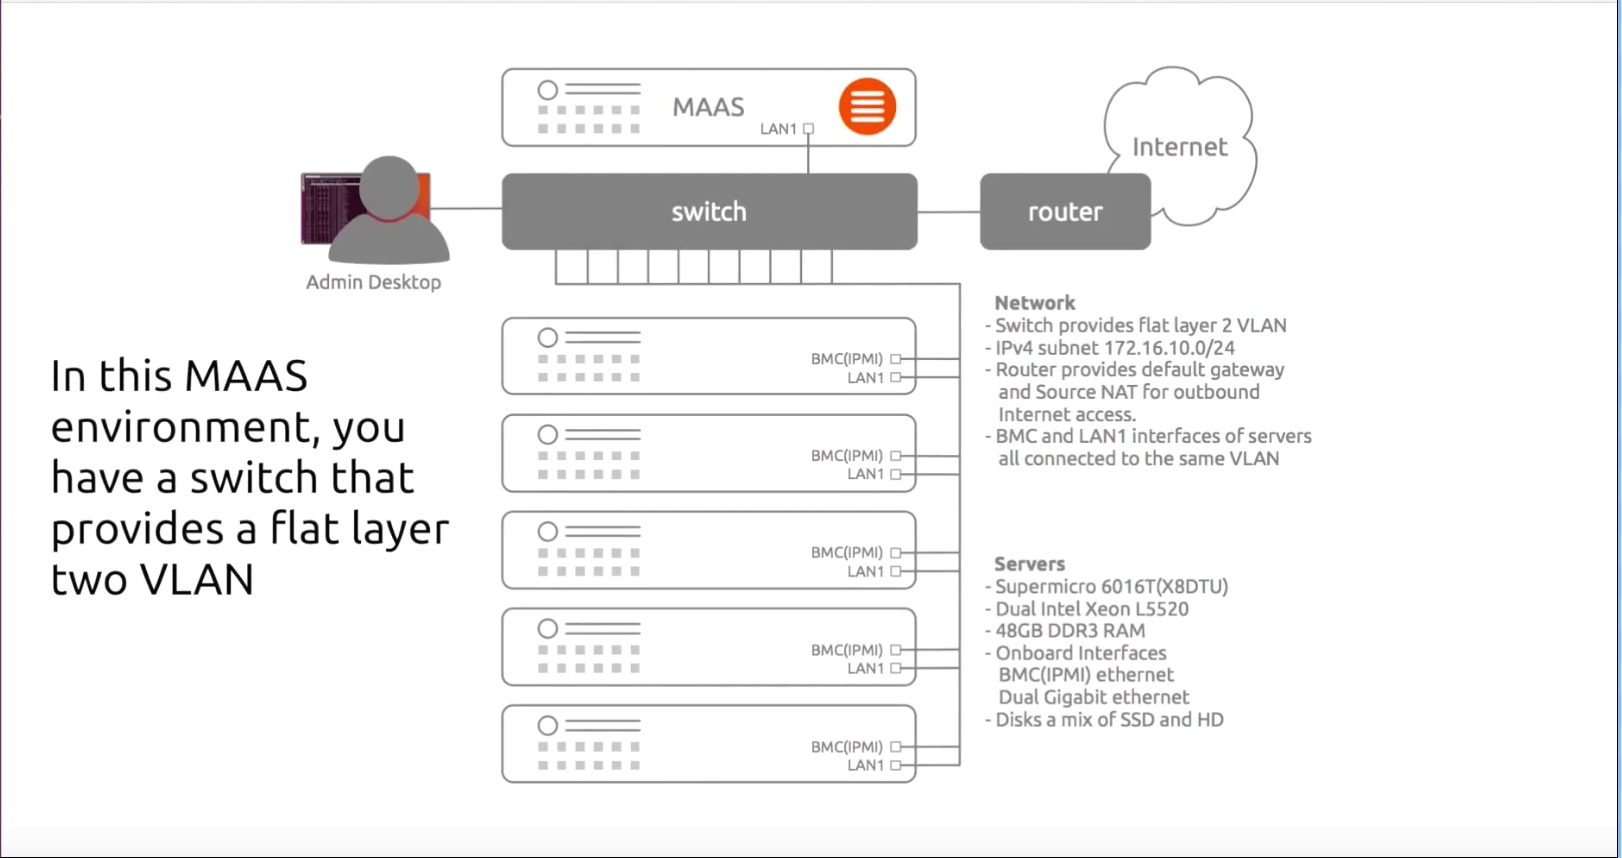 MAAS
LAN1
Internet
switch
router
Admin Desktop
In this MAAS
environment, you
have a switch that
provides a flat layer
two VLAN
BMC(IPMI)
LAN1
BMC(IPMI)
LAN1
BMC(IPMI)
LAN1
BMC(IPMI)
LAN1
BMC(IPMI)
LAN1
Network
- Switch provides flat layer 2 VLAN
- IPv4 subnet 172.16.10.0/24
- Router provides default gateway
and Source NAT for outbound
Internet access.
- BMC and LAN1 interfaces of servers
all connected to the same VLAN
Servers
- Supermicro 6016T(X8DTU)
- Dual Intel Xeon L5520
- 48GB DDR3 RAM
- Onboard Interfaces
BMC(IPMI) ethernet
Dual Gigabit ethernet
- Disks a mix of SSD and HD